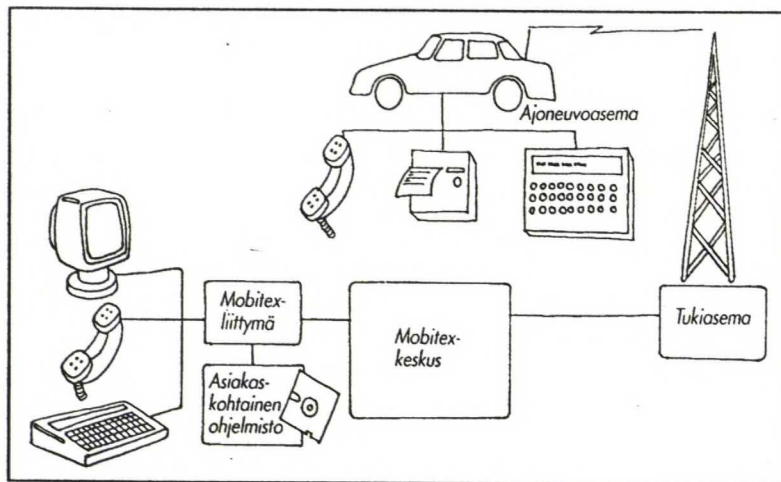 Ajoneuvoasema
Mobitex-
liittymä
Mobitex-
keskus
Tukiasema
Asiakas-
kohtainen
ohjelmisto